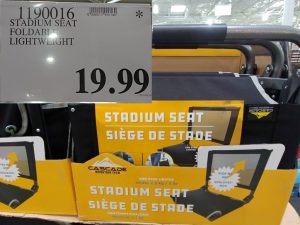 1190016 *
STADIUM SEAT
FOLDABLE
LIGHTWEIGHT
19.99
STADIUM SEAT
SIÈGE DE STADE
CASCADE
STADIUM SEAT
SIÈGE DE STADE